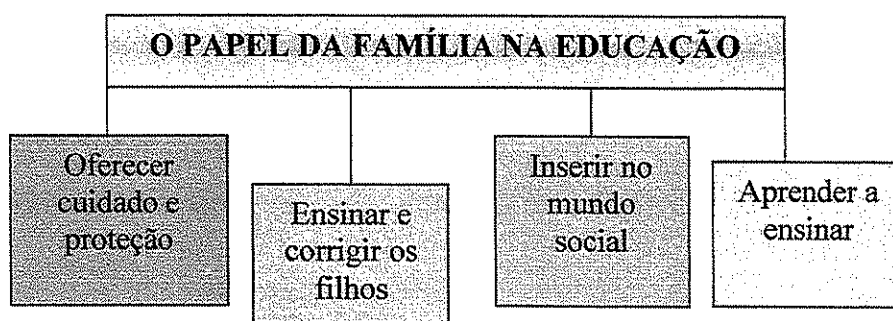 O PAPEL DA FAMÍLIA NA EDUCAÇÃO
Oferecer
cuidado e
proteção
Ensinar e
corrigir os
filhos
Inserir no
mundo
social
Aprender a
ensinar